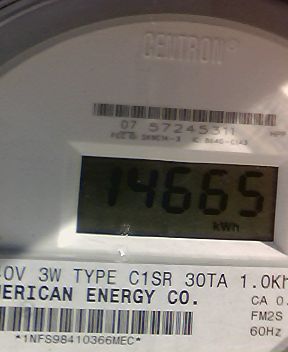 CENTRON®
07 57245311
14665
kWh
0V 3W TYPE C1SR 30TA 1.0Kh
MERICAN ENERGY CO.
CA 0.
FM2S
60Hz
*1NFS98410366MEC*